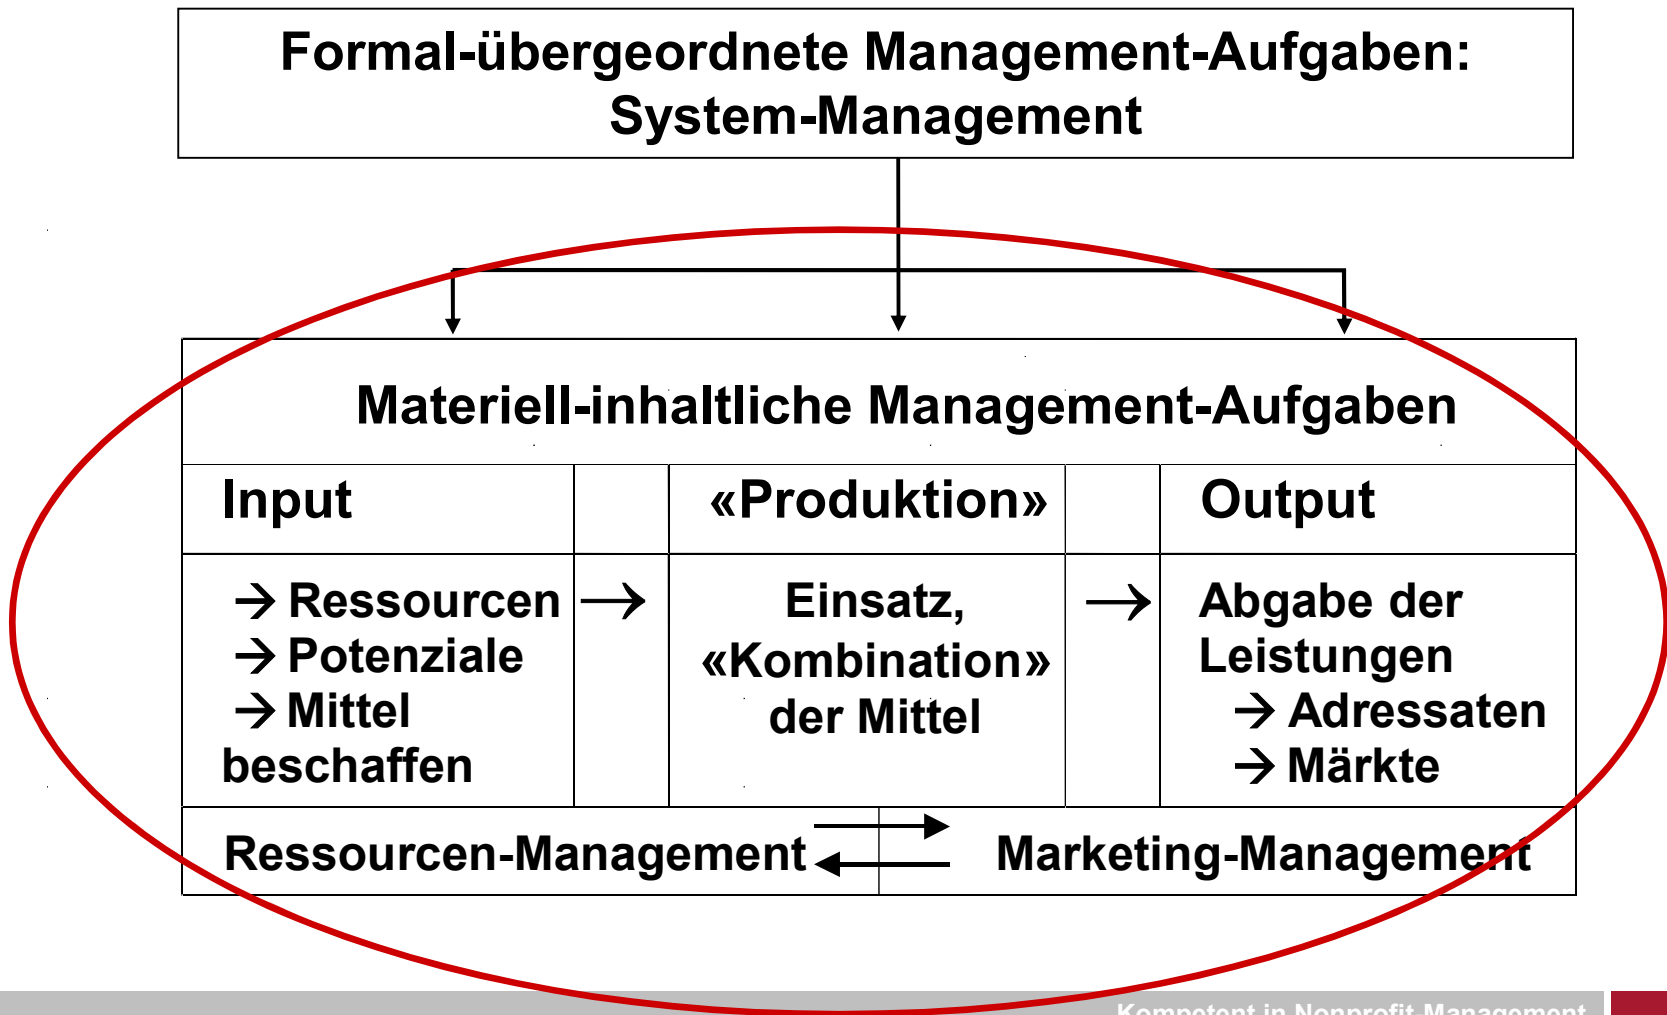 Formal-übergeordnete Management-Aufgaben:
System-Management
Materiell-inhaltliche Management-Aufgaben
Input
«Produktion»
Output
→ Ressourcen
→ Potenziale
→ Mittel
beschaffen
→
Einsatz,
«Kombination»
der Mittel
→
Abgabe der
Leistungen
→ Adressaten
→ Märkte
Ressourcen-Management
Marketing-Management
Kompetent in Nonprofit-Management